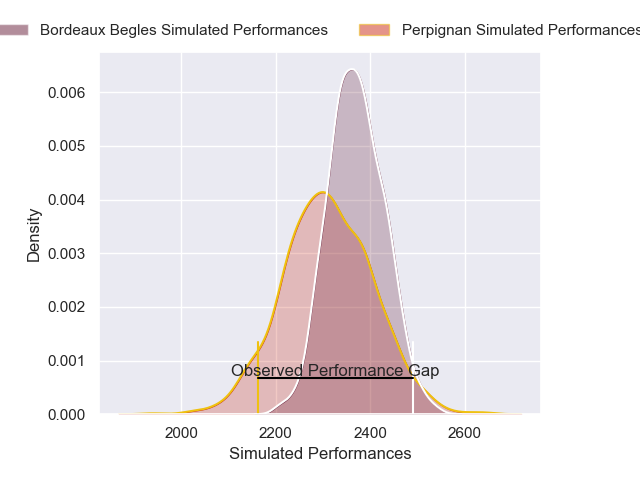 Bordeaux Begles Simulated Performances
Perpignan Simulated Performances
0.006
0.005
0.004
0.003
0.002
0.001
0.000
Density
Observed Performance Gap
2000
2200
2400
2600
Simulated Performances